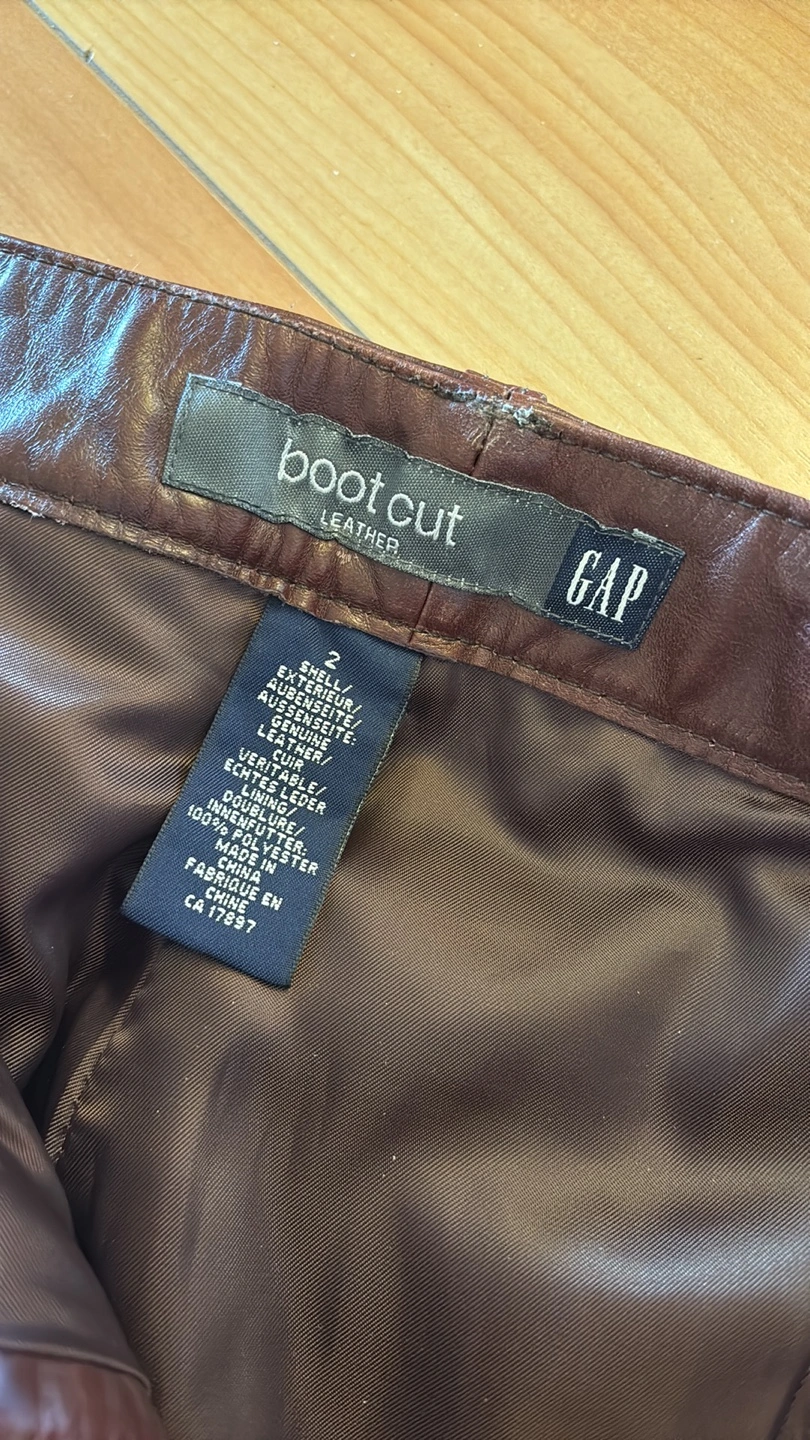 boot cut
LEATHER
GAP
2
SHELL/
EXTERIEUR/
AUBENSEITE/
AUSSENSEITE:
GENUINE
LEATHER/
CUIR
VERITABLE/
ECHTES LEDER
LINING/
DOUBLURE/
INNENFUTTER:
100% POLYESTER
MADE IN
CHINA
FABRIQUE EN
CHINE
CA 17897